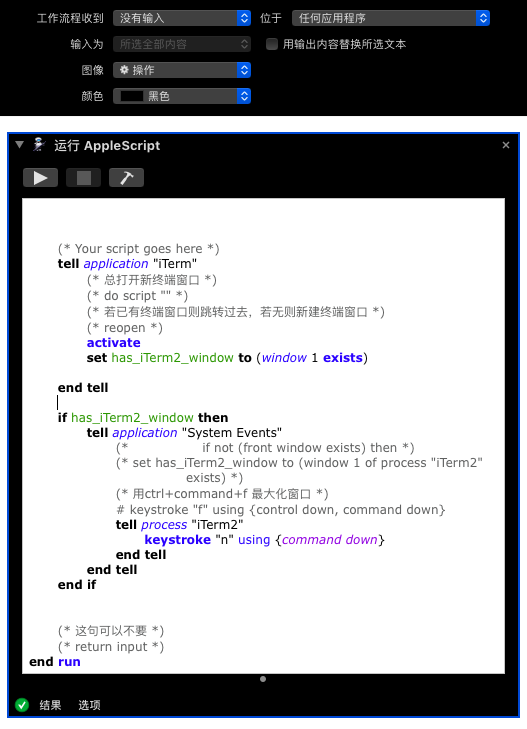 工作流程收到 没有输入 位于 任何应用程序
输入为 所选全部内容 用输出内容替换所选文本
图像 操作
颜色 黑色
运行 AppleScript
(* Your script goes here *)
tell application "iTerm"
(* 总打开新终端窗口 *)
(* do script "" *)
(* 若已有终端窗口则跳转过去，若无则新建终端窗口 *)
(* reopen *)
activate
set has_iTerm2_window to (window 1 exists)
end tell
if has_iTerm2_window then
tell application "System Events"
(* if not (front window exists) then *)
(* set has_iTerm2_window to (window 1 of process "iTerm2"
exists) *)
(* 用ctrl+command+f 最大化窗口 *)
# keystroke "f" using {control down, command down}
tell process "iTerm2"
keystroke "n" using {command down}
end tell
end tell
end if
(* 这句可以不要 *)
(* return input *)
end run
结果 选项